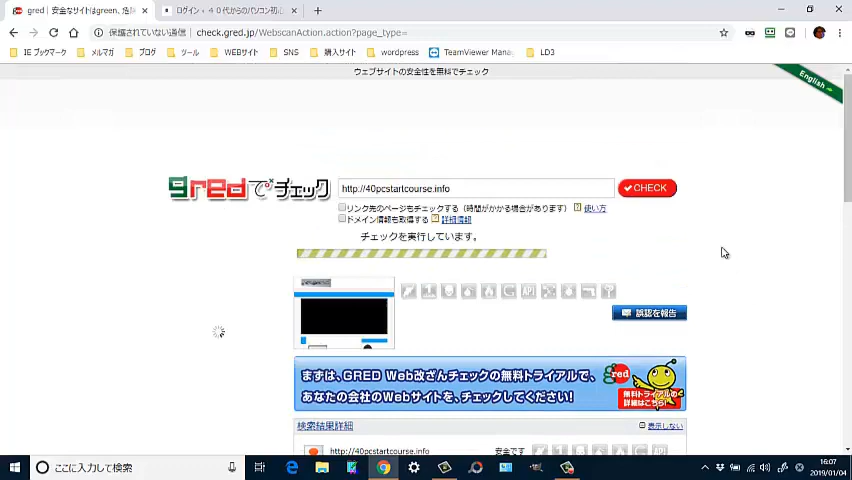 gred | 安全なサイトはgreen、危険
ログイン ‹ ４０代からのパソコン初心
保護されていない通信 | check.gred.jp/WebscanAction.action?page_type=
IE ブックマーク メルマガ ブログ ツール WEBサイト SNS 購入サイト wordpress TeamViewer Mana LD3
ウェブサイトの安全性を無料でチェック
English
gredでチェック
http://40pcstartcourse.info
CHECK
リンク先のページもチェックする（時間がかかる場合があります） ? 使い方
ドメイン情報も取得する ? 詳細情報
チェックを実行しています。
API
誤認を報告
まずは、GRED Web改ざんチェックの無料トライアルで、
あなたの会社のWebサイトを、チェックしてください!
gred
無料トライアルの
詳細はこちら!
検索結果詳細
表示しない
http://40pcstartcourse.info 安全です
ここに入力して検索
16:07
2019/01/04